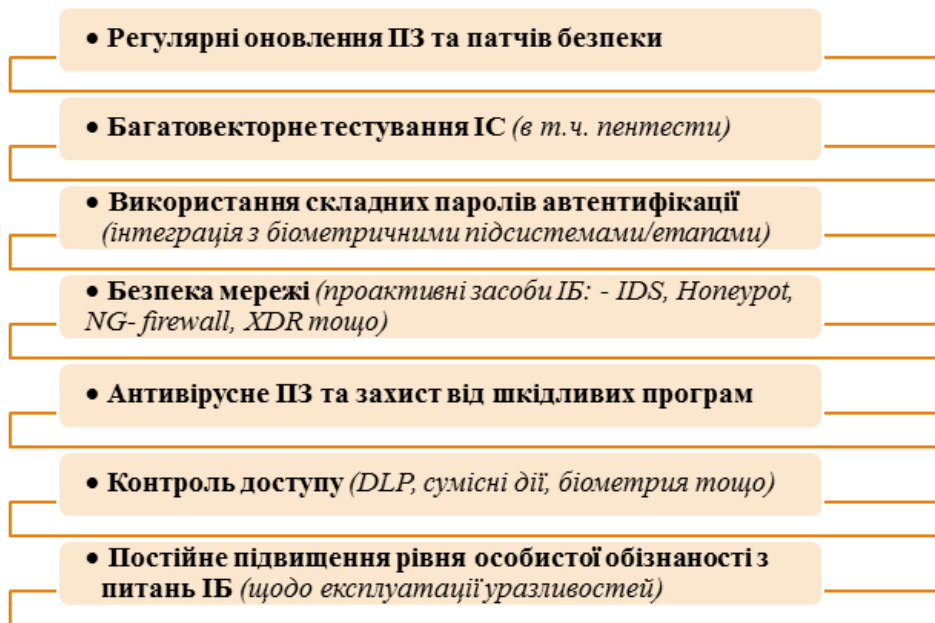 • Регулярні оновлення ПЗ та патчів безпеки
• Багатовекторне тестування ІС (в т.ч. пентести)
• Використання складних паролів автентифікації
(інтеграція з біометричними підсистемами/етапами)
• Безпека мережі (проактивні засоби ІБ: - IDS, Honeypot,
NG- firewall, XDR тощо)
• Антивірусне ПЗ та захист від шкідливих програм
• Контроль доступу (DLP, сумісні дії, біометрия тощо)
• Постійне підвищення рівня особистої обізнаності з
питань ІБ (щодо експлуатації уразливостей)